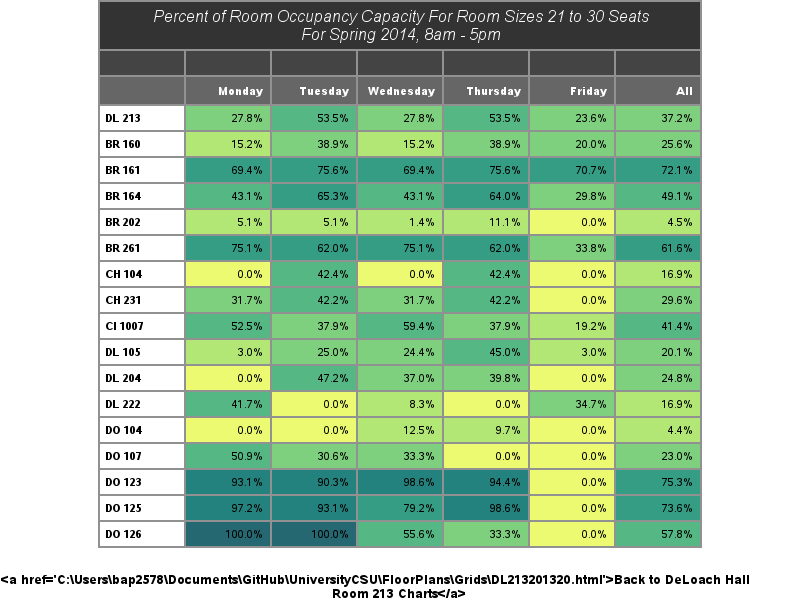 Percent of Room Occupancy Capacity For Room Sizes 21 to 30 Seats
For Spring 2014, 8am - 5pm
Monday Tuesday Wednesday Thursday Friday All
DL 213 27.8% 53.5% 27.8% 53.5% 23.6% 37.2%
BR 160 15.2% 38.9% 15.2% 38.9% 20.0% 25.6%
BR 161 69.4% 75.6% 69.4% 75.6% 70.7% 72.1%
BR 164 43.1% 65.3% 43.1% 64.0% 29.8% 49.1%
BR 202 5.1% 5.1% 1.4% 11.1% 0.0% 4.5%
BR 261 75.1% 62.0% 75.1% 62.0% 33.8% 61.6%
CH 104 0.0% 42.4% 0.0% 42.4% 0.0% 16.9%
CH 231 31.7% 42.2% 31.7% 42.2% 0.0% 29.6%
CI 1007 52.5% 37.9% 59.4% 37.9% 19.2% 41.4%
DL 105 3.0% 25.0% 24.4% 45.0% 3.0% 20.1%
DL 204 0.0% 47.2% 37.0% 39.8% 0.0% 24.8%
DL 222 41.7% 0.0% 8.3% 0.0% 34.7% 16.9%
DO 104 0.0% 0.0% 12.5% 9.7% 0.0% 4.4%
DO 107 50.9% 30.6% 33.3% 0.0% 0.0% 23.0%
DO 123 93.1% 90.3% 98.6% 94.4% 0.0% 75.3%
DO 125 97.2% 93.1% 79.2% 98.6% 0.0% 73.6%
DO 126 100.0% 100.0% 55.6% 33.3% 0.0% 57.8%
<a href='C:\Users\bap2578\Documents\GitHub\UniversityCSU\FloorPlans\Grids\DL213201320.html'>Back to DeLoach Hall
Room 213 Charts</a>